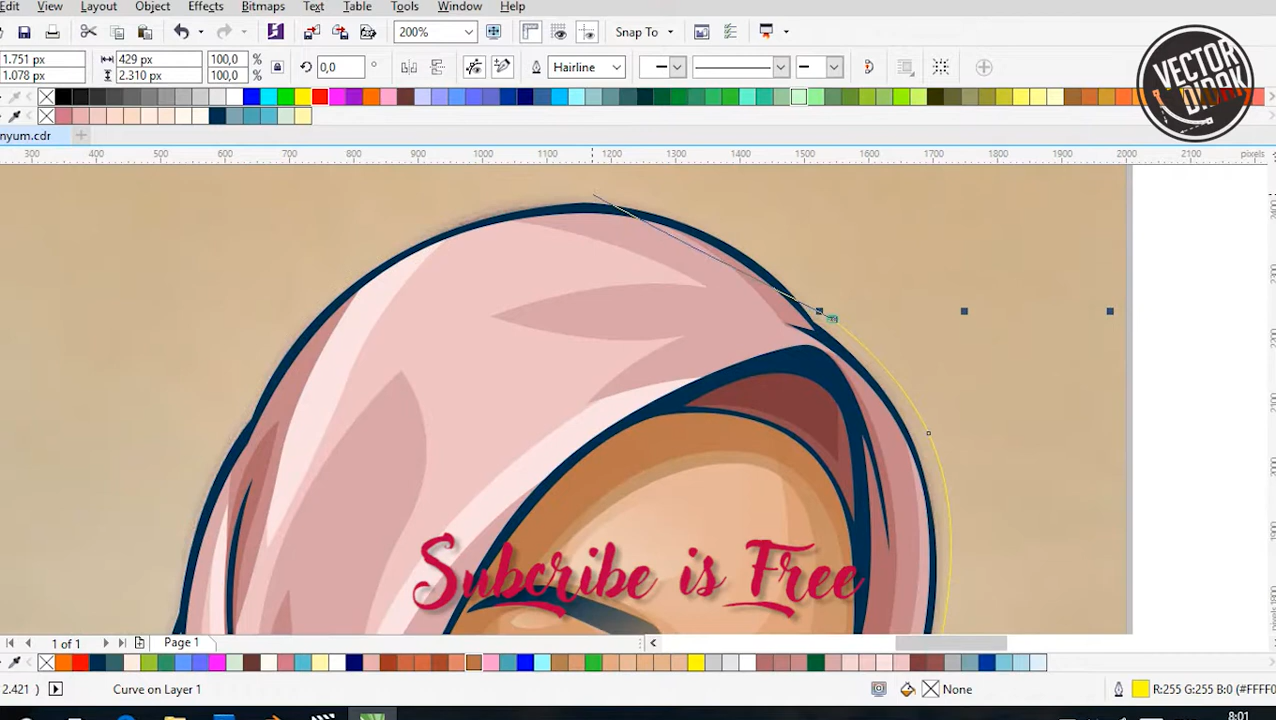 Edit View Layout Object Effects Bitmaps Text Table Tools Window Help
200% Snap To
1.751 px 429 px 100,0 % 0,0 ° Hairline
1.078 px 2.310 px 100,0 %
VECTOR
DIDAK
nyum.cdr
300 400 500 600 700 800 900 1000 1100 1200 1300 1400 1500 1600 1700 1800 1900 2000 2100 pixels
Subcribe is Free
1 of 1 Page 1
2.421 ) Curve on Layer 1 None R:255 G:255 B:0 (#FFFF0
8:01